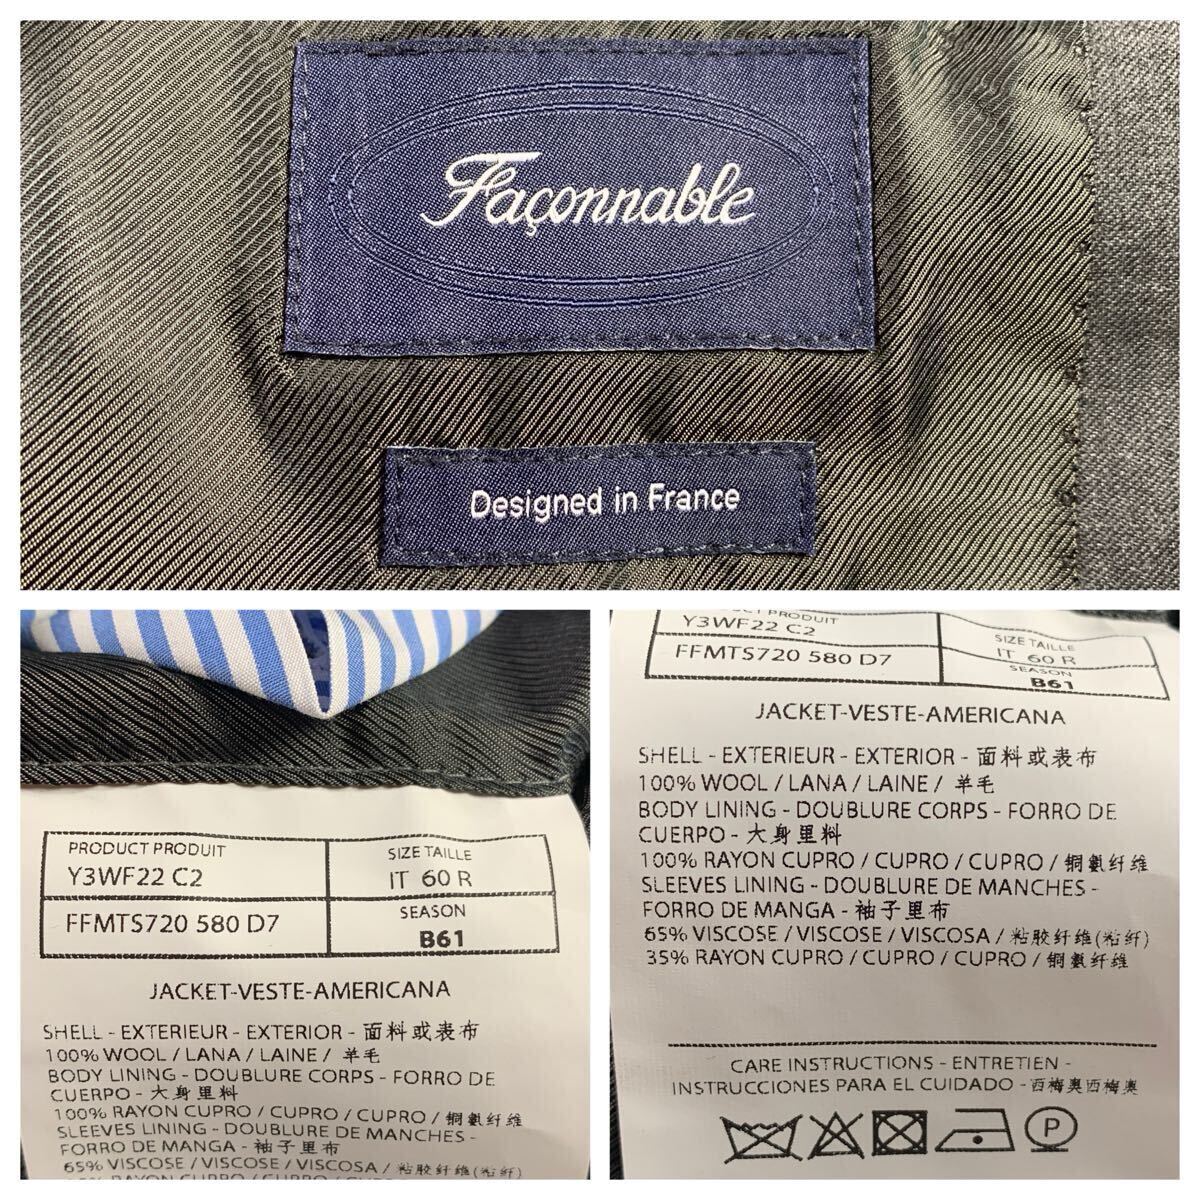 Façonnable
Designed in France
PRODUCT PRODUIT
Y3WF22 C2
SIZE TAILLE
IT 60 R
FFMTS720 580 D7
SEASON
B61
JACKET-VESTE-AMERICANA
SHELL - EXTERIEUR - EXTERIOR - 面料或表布
100% WOOL / LANA / LAINE / 羊毛
BODY LINING - DOUBLURE CORPS - FORRO DE
CUERPO - 大身里料
100% RAYON CUPRO / CUPRO / CUPRO / 铜氨纤维
SLEEVES LINING - DOUBLURE DE MANCHES -
FORRO DE MANGA - 袖子里布
65% VISCOSE / VISCOSE / VISCOSA / 粘胶纤维(粘纤)
PRODUIT
Y3WF22 C2
SIZE TAILLE
IT 60 R
FFMTS720 580 D7
SEASON
B61
JACKET-VESTE-AMERICANA
SHELL - EXTERIEUR - EXTERIOR - 面料或表布
100% WOOL / LANA / LAINE / 羊毛
BODY LINING - DOUBLURE CORPS - FORRO DE
CUERPO - 大身里料
100% RAYON CUPRO / CUPRO / CUPRO / 铜氨纤维
SLEEVES LINING - DOUBLURE DE MANCHES -
FORRO DE MANGA - 袖子里布
65% VISCOSE / VISCOSE / VISCOSA / 粘胶纤维(粘纤)
35% RAYON CUPRO / CUPRO / CUPRO / 铜氨纤维
CARE INSTRUCTIONS - ENTRETIEN -
INSTRUCCIONES PARA EL CUIDADO - 西梅奥西梅奥
P